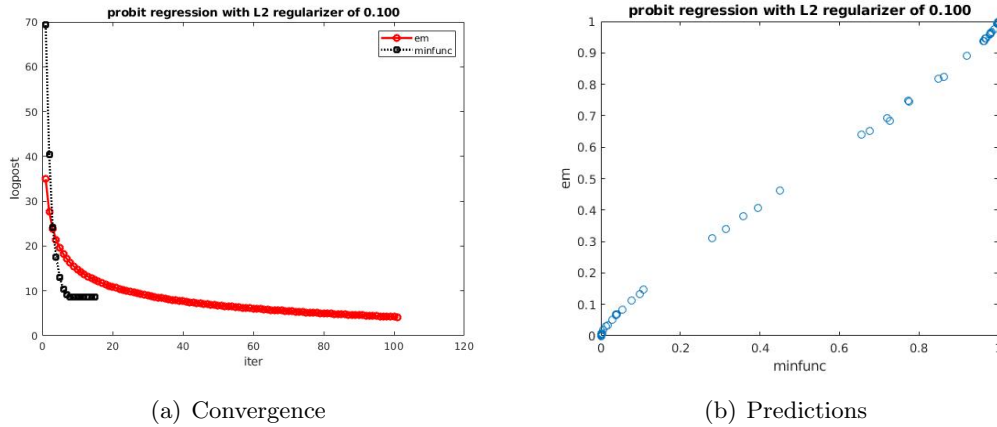 probit regression with L2 regularizer of 0.100
70
60
50
40
30
20
10
0
logpost
em
minfunc
0 20 40 60 80 100 120
iter
(a) Convergence
probit regression with L2 regularizer of 0.100
1
0.9
0.8
0.7
0.6
0.5
0.4
0.3
0.2
0.1
0
em
0 0.2 0.4 0.6 0.8 1
minfunc
(b) Predictions